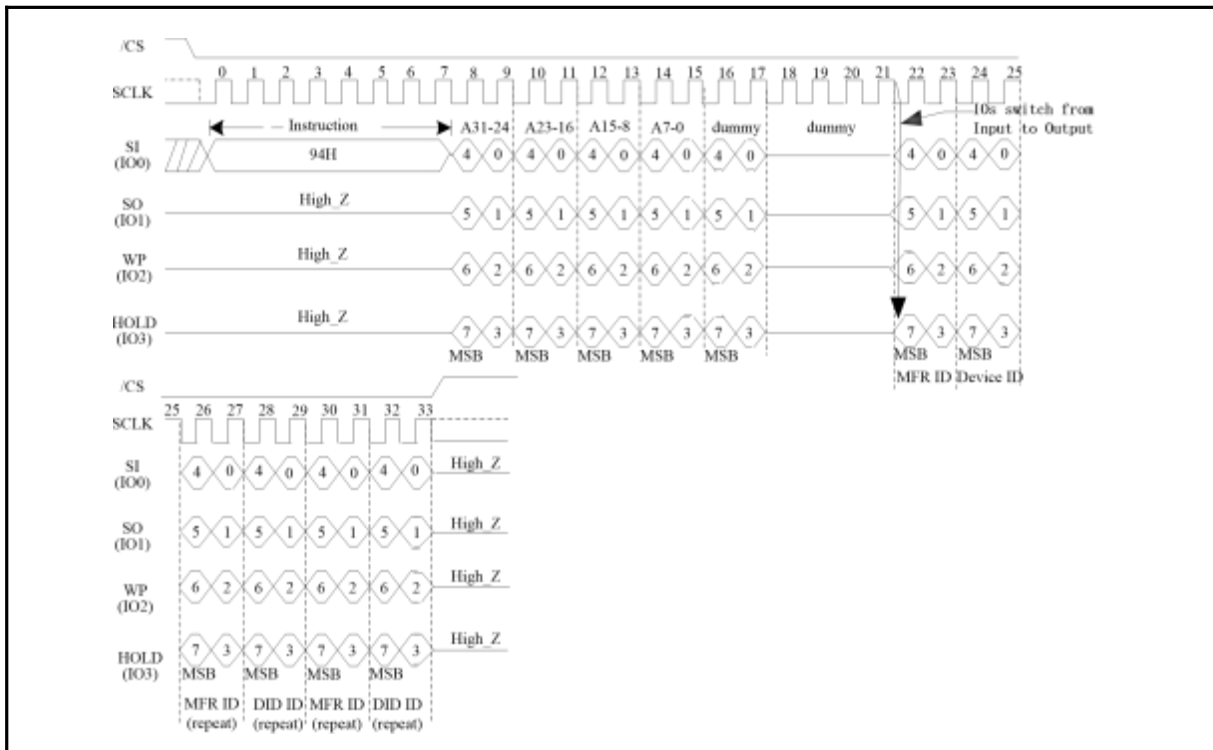 /CS
0 1 2 3 4 5 6 7 8 9 10 11 12 13 14 15 16 17 18 19 20 21 22 23 24 25
SCLK
IOs switch from
Input to Output
Instruction A31-24 A23-16 A15-8 A7-0 dummy dummy
SI
(IO0)
94H 4 0 4 0 4 0 4 0 4 0 4 0 4 0
SO
(IO1)
High_Z 5 1 5 1 5 1 5 1 5 1 5 1 5 1
WP
(IO2)
High_Z 6 2 6 2 6 2 6 2 6 2 6 2 6 2
HOLD
(IO3)
High_Z 7 3 7 3 7 3 7 3 7 3 7 3 7 3
MSB MSB MSB MSB MSB MSB MSB
MFR ID Device ID
/CS
25 26 27 28 29 30 31 32 33
SCLK
SI
(IO0)
4 0 4 0 4 0 4 0 High_Z
SO
(IO1)
5 1 5 1 5 1 5 1 High_Z
WP
(IO2)
6 2 6 2 6 2 6 2 High_Z
HOLD
(IO3)
7 3 7 3 7 3 7 3 High_Z
MSB MSB MSB MSB
MFR ID DID ID MFR ID DID ID
(repeat) (repeat) (repeat) (repeat)